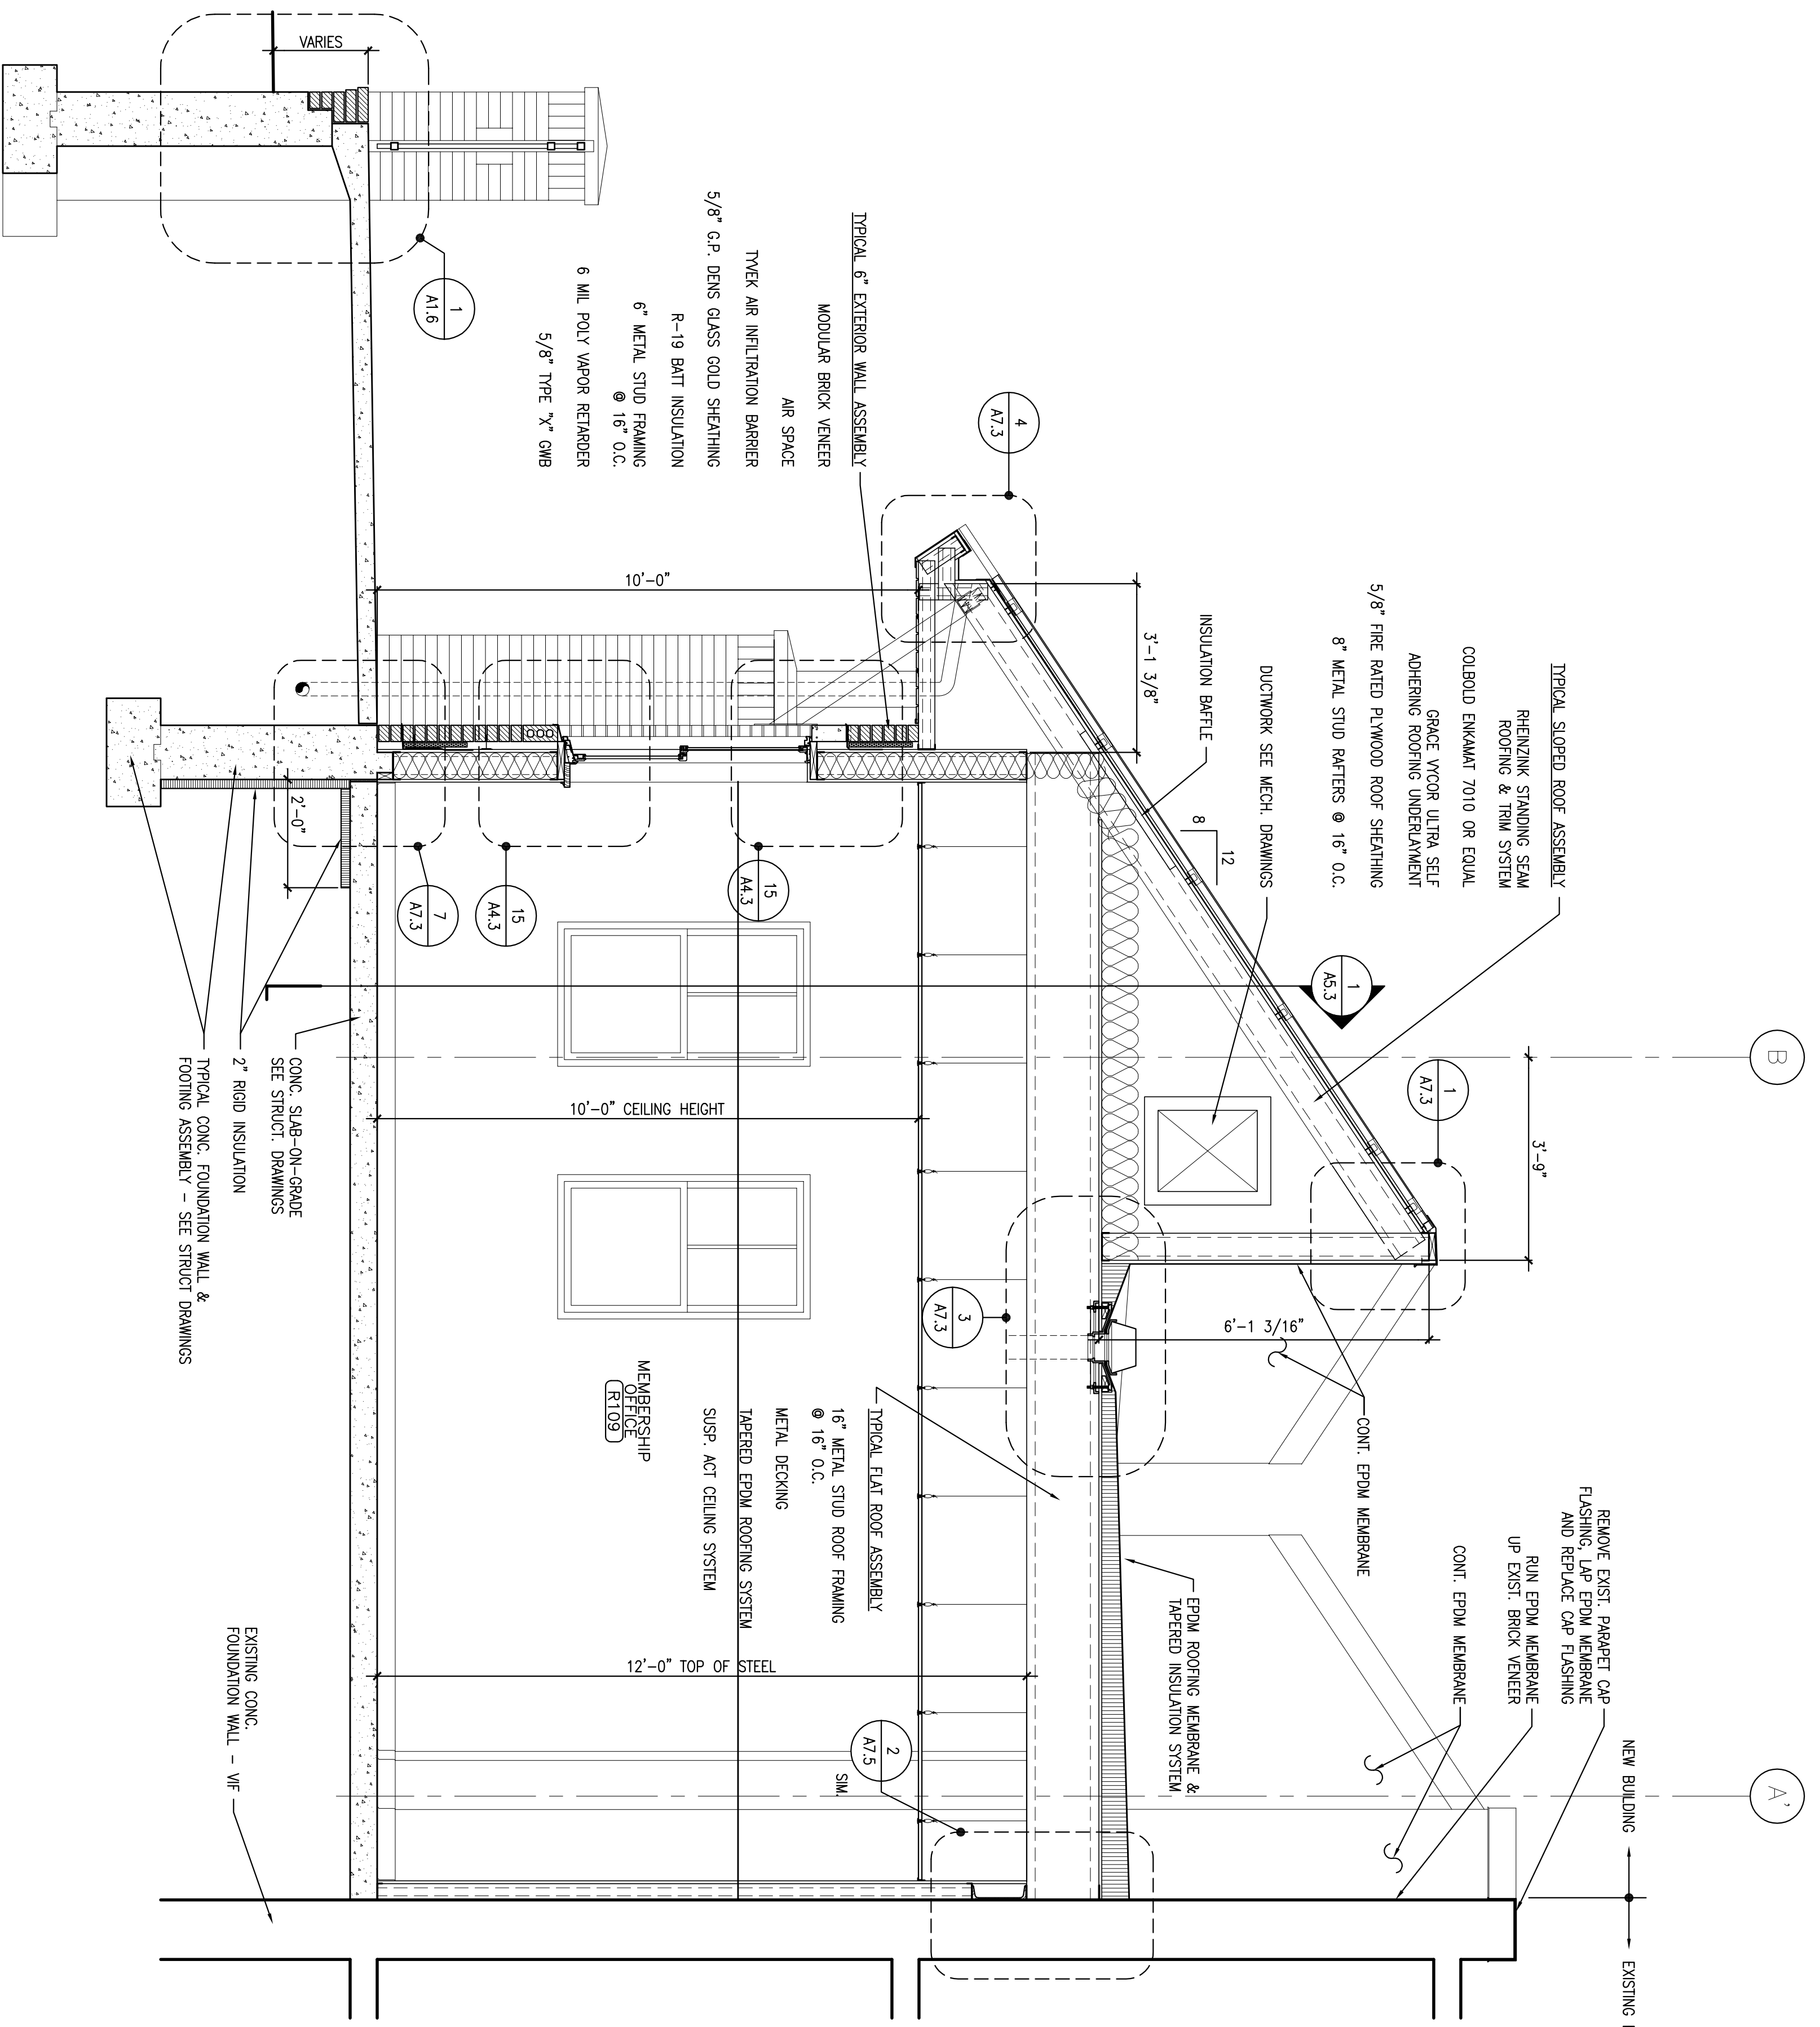 B
A'
NEW BUILDING
EXISTING
REMOVE EXIST. PARAPET CAP
FLASHING, LAP EPDM MEMBRANE
AND REPLACE CAP FLASHING
RUN EPDM MEMBRANE
UP EXIST. BRICK VENEER
CONT. EPDM MEMBRANE
CONT. EPDM MEMBRANE
EPDM ROOFING MEMBRANE &
TAPERED INSULATION SYSTEM
3'-9"
1
A7.3
1
A5.3
TYPICAL SLOPED ROOF ASSEMBLY
RHEINZINK STANDING SEAM
ROOFING & TRIM SYSTEM
COLBOLD ENKAMAT 7010 OR EQUAL
GRACE VYCOR ULTRA SELF
ADHERING ROOFING UNDERLAYMENT
5/8" FIRE RATED PLYWOOD ROOF SHEATHING
8" METAL STUD RAFTERS @ 16" O.C.
DUCTWORK SEE MECH. DRAWINGS
INSULATION BAFFLE
12
8
3'-1 3/8"
6'-1 3/16"
4
A7.3
3
A7.3
TYPICAL 6" EXTERIOR WALL ASSEMBLY
MODULAR BRICK VENEER
AIR SPACE
TYVEK AIR INFILTRATION BARRIER
5/8" G.P. DENS GLASS GOLD SHEATHING
R-19 BATT INSULATION
6" METAL STUD FRAMING
@ 16" O.C.
6 MIL POLY VAPOR RETARDER
5/8" TYPE "X" GWB
TYPICAL FLAT ROOF ASSEMBLY
16" METAL STUD ROOF FRAMING
@ 16" O.C.
METAL DECKING
TAPERED EPDM ROOFING SYSTEM
SUSP. ACT CEILING SYSTEM
2
A7.5
SIM.
MEMBERSHIP
OFFICE
R109
10'-0"
10'-0" CEILING HEIGHT
12'-0" TOP OF STEEL
15
A4.3
15
A4.3
7
A7.3
1
A1.6
VARIES
2'-0"
CONC. SLAB-ON-GRADE
SEE STRUCT. DRAWINGS
2" RIGID INSULATION
TYPICAL CONC. FOUNDATION WALL &
FOOTING ASSEMBLY - SEE STRUCT DRAWINGS
EXISTING CONC.
FOUNDATION WALL - VIF